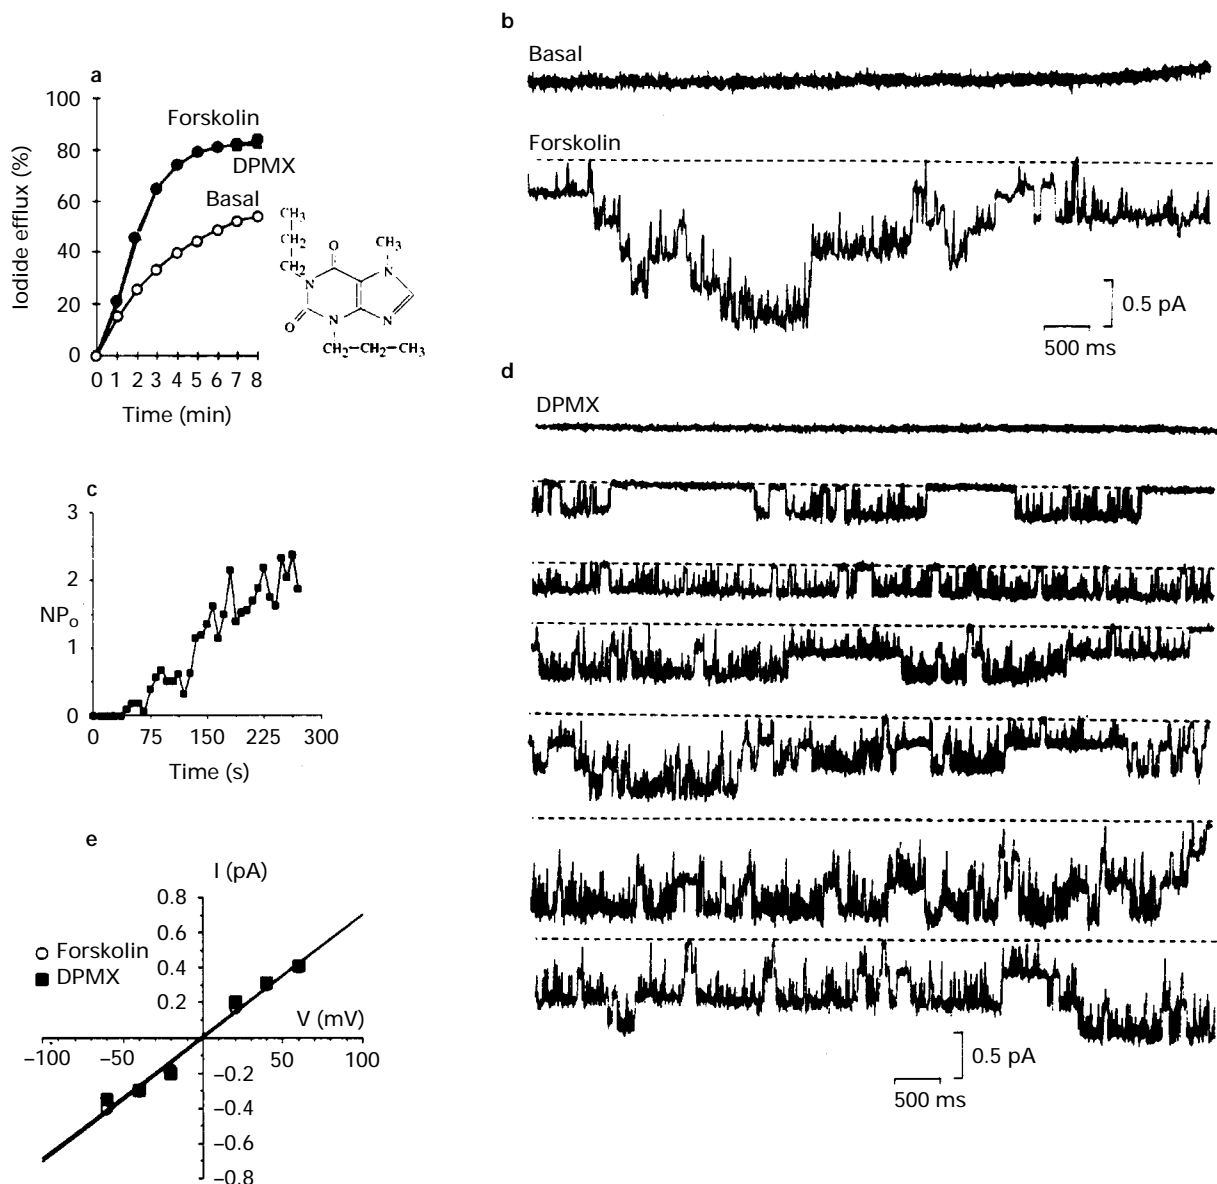 a
100
80
60
40
20
0
Iodide efflux (%)
Forskolin
DPMX
Basal
0 1 2 3 4 5 6 7 8
Time (min)
CH3
CH2
CH2
O
CH3
N
N
O
N
N
CH2–CH2–CH3
b
Basal
Forskolin
0.5 pA
500 ms
c
3
2
NPo
1
0
0 75 150 225 300
Time (s)
d
DPMX
0.5 pA
500 ms
e
I (pA)
0.8
0.6
0.4
0.2
Forskolin
DPMX
V (mV)
–100 –50 50 100
–0.2
–0.4
–0.6
–0.8